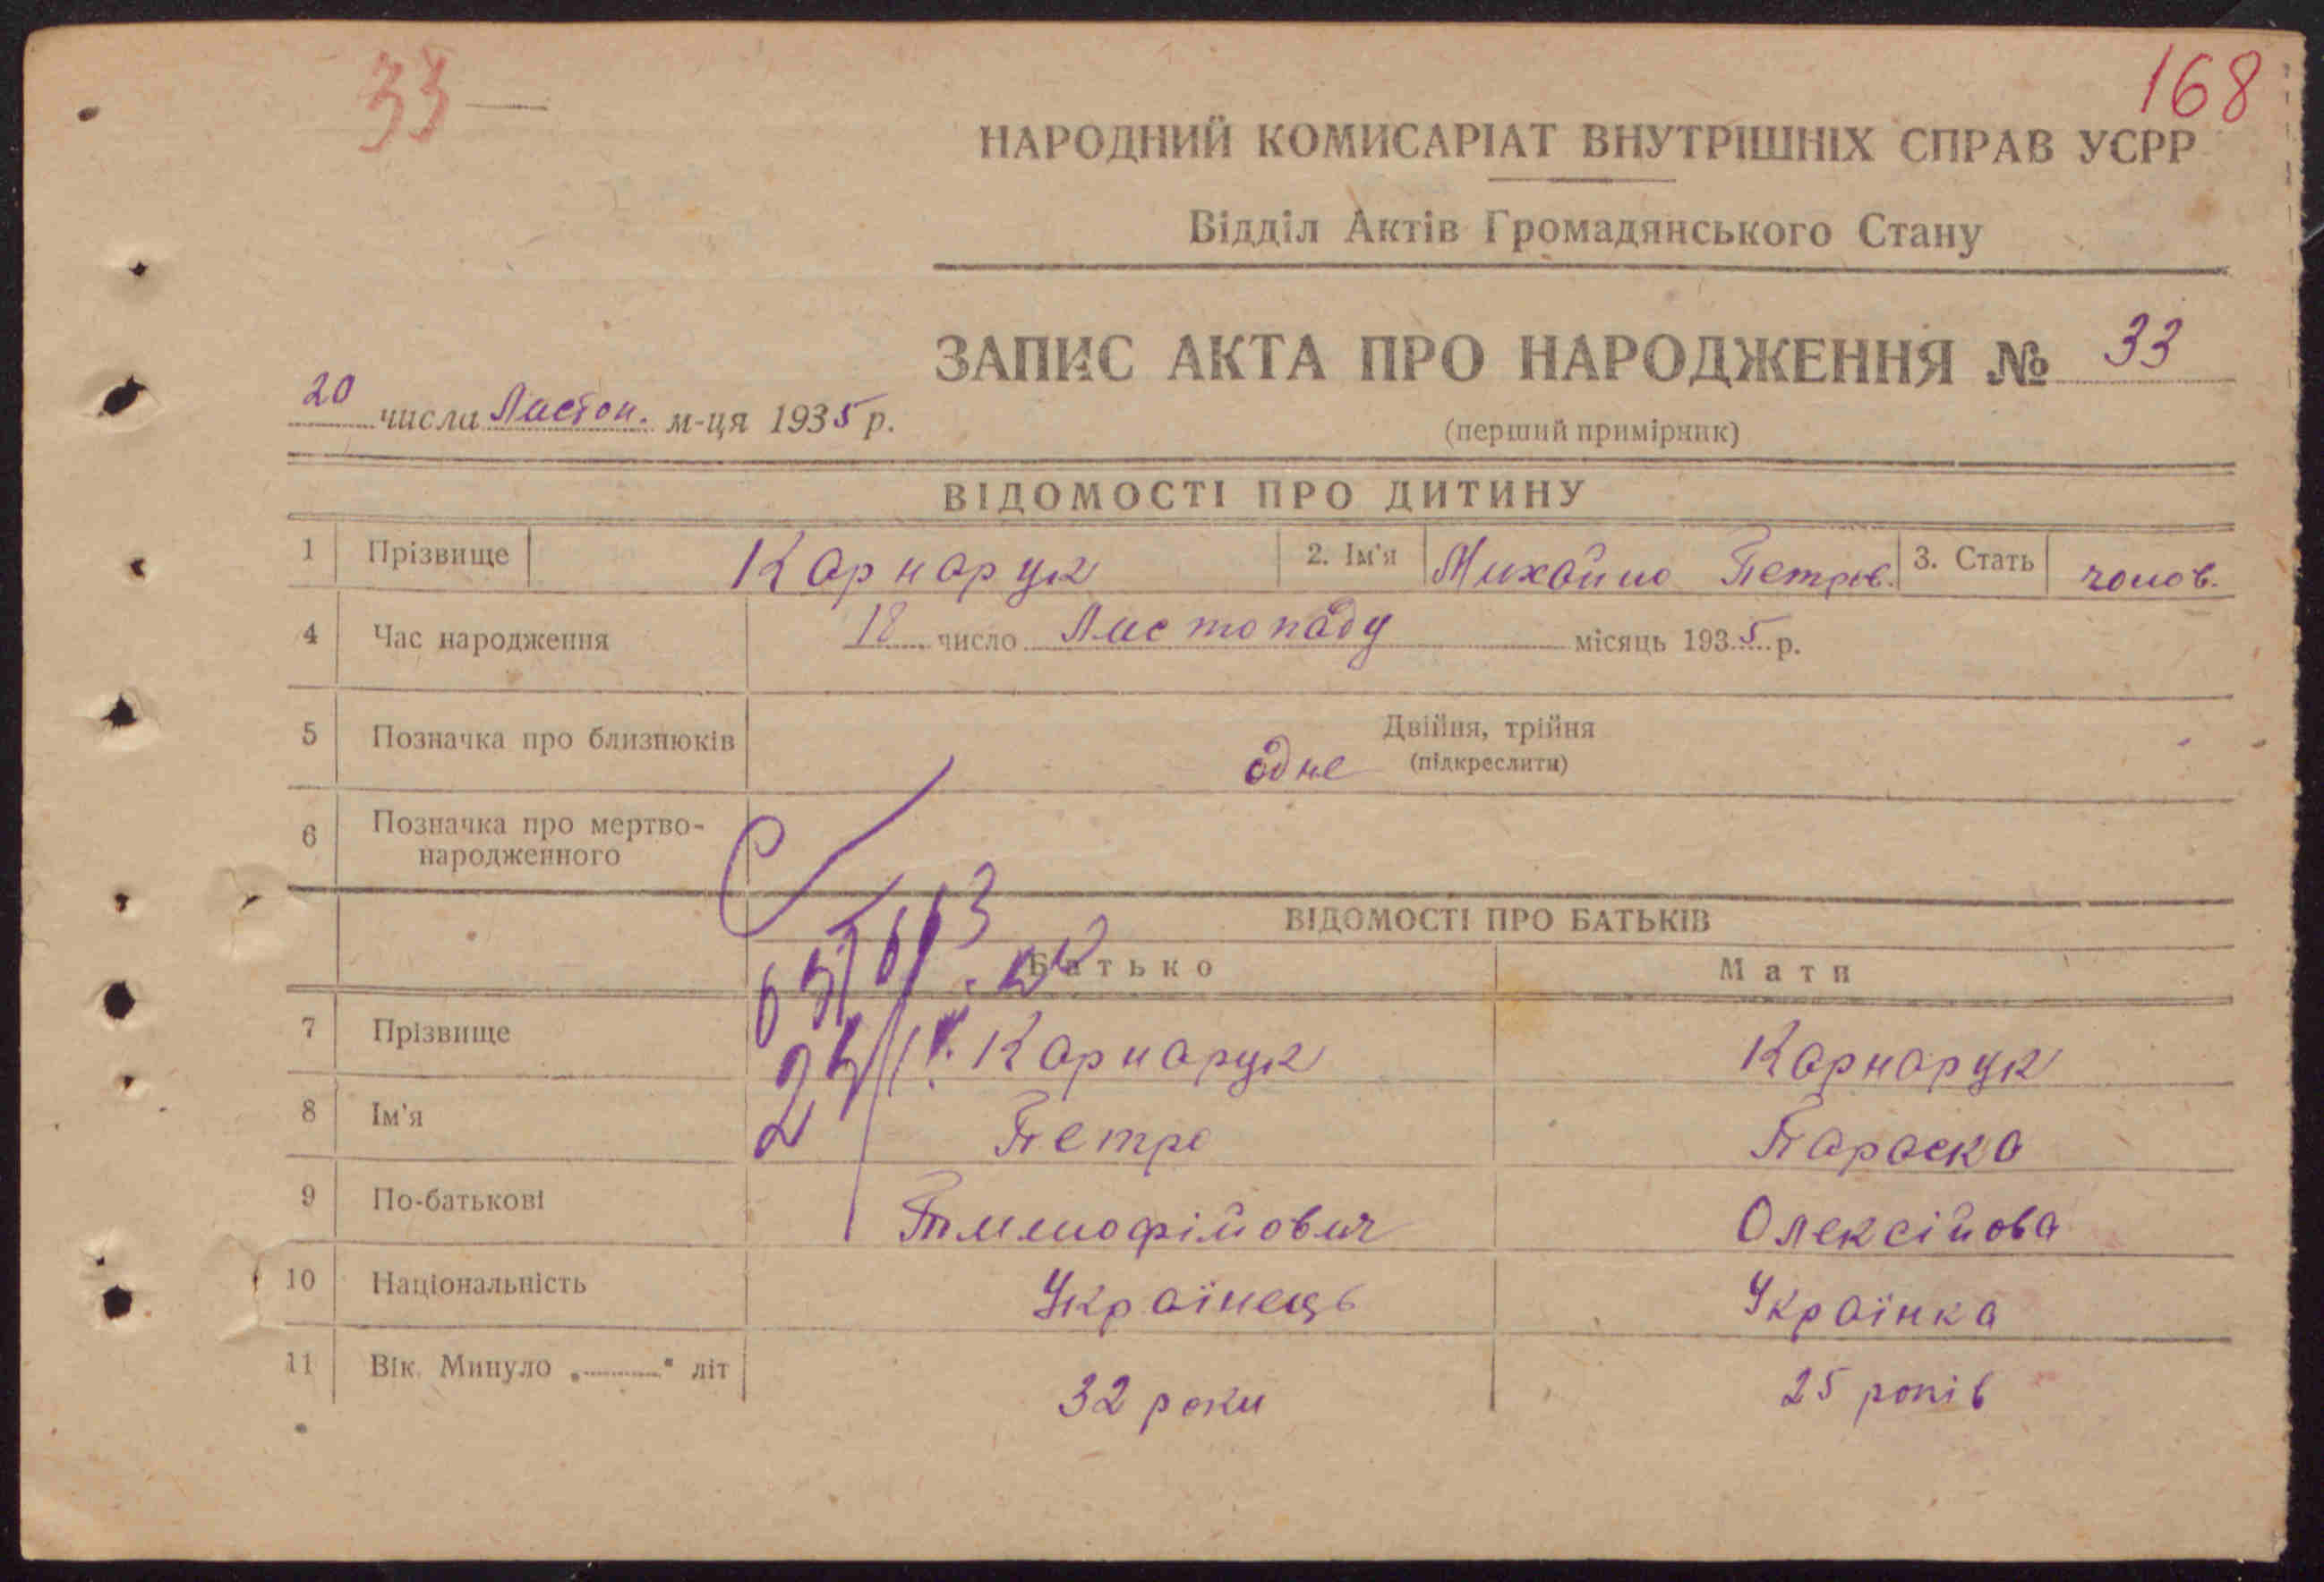 33 —
168
НАРОДНИЙ КОМИСАРІАТ ВНУТРІШНІХ СПРАВ УСРР
Відділ Актів Громадянського Стану
ЗАПИС АКТА ПРО НАРОДЖЕННЯ № 33
20 числа Листоп. м-ця 1935 р.
(перший примірник)
ВІДОМОСТІ ПРО ДИТИНУ
1 Прізвище Карнарук 2. Ім'я Михайло Петров. 3. Стать чолов.
4 Час народження 18 число Листопаду місяць 1935 р.
5 Позначка про близнюків одне Двійня, трійня
(підкреслити)
6 Позначка про мертво-
народженного
ВІДОМОСТІ ПРО БАТЬКІВ
Батько Мати
7 Прізвище Карнарук Карнарук
8 Ім'я Петро Параска
9 По-батькові Олексійова
10 Національність Українець Українка
11 Вік. Минуло „........“ літ 32 роки 25 років